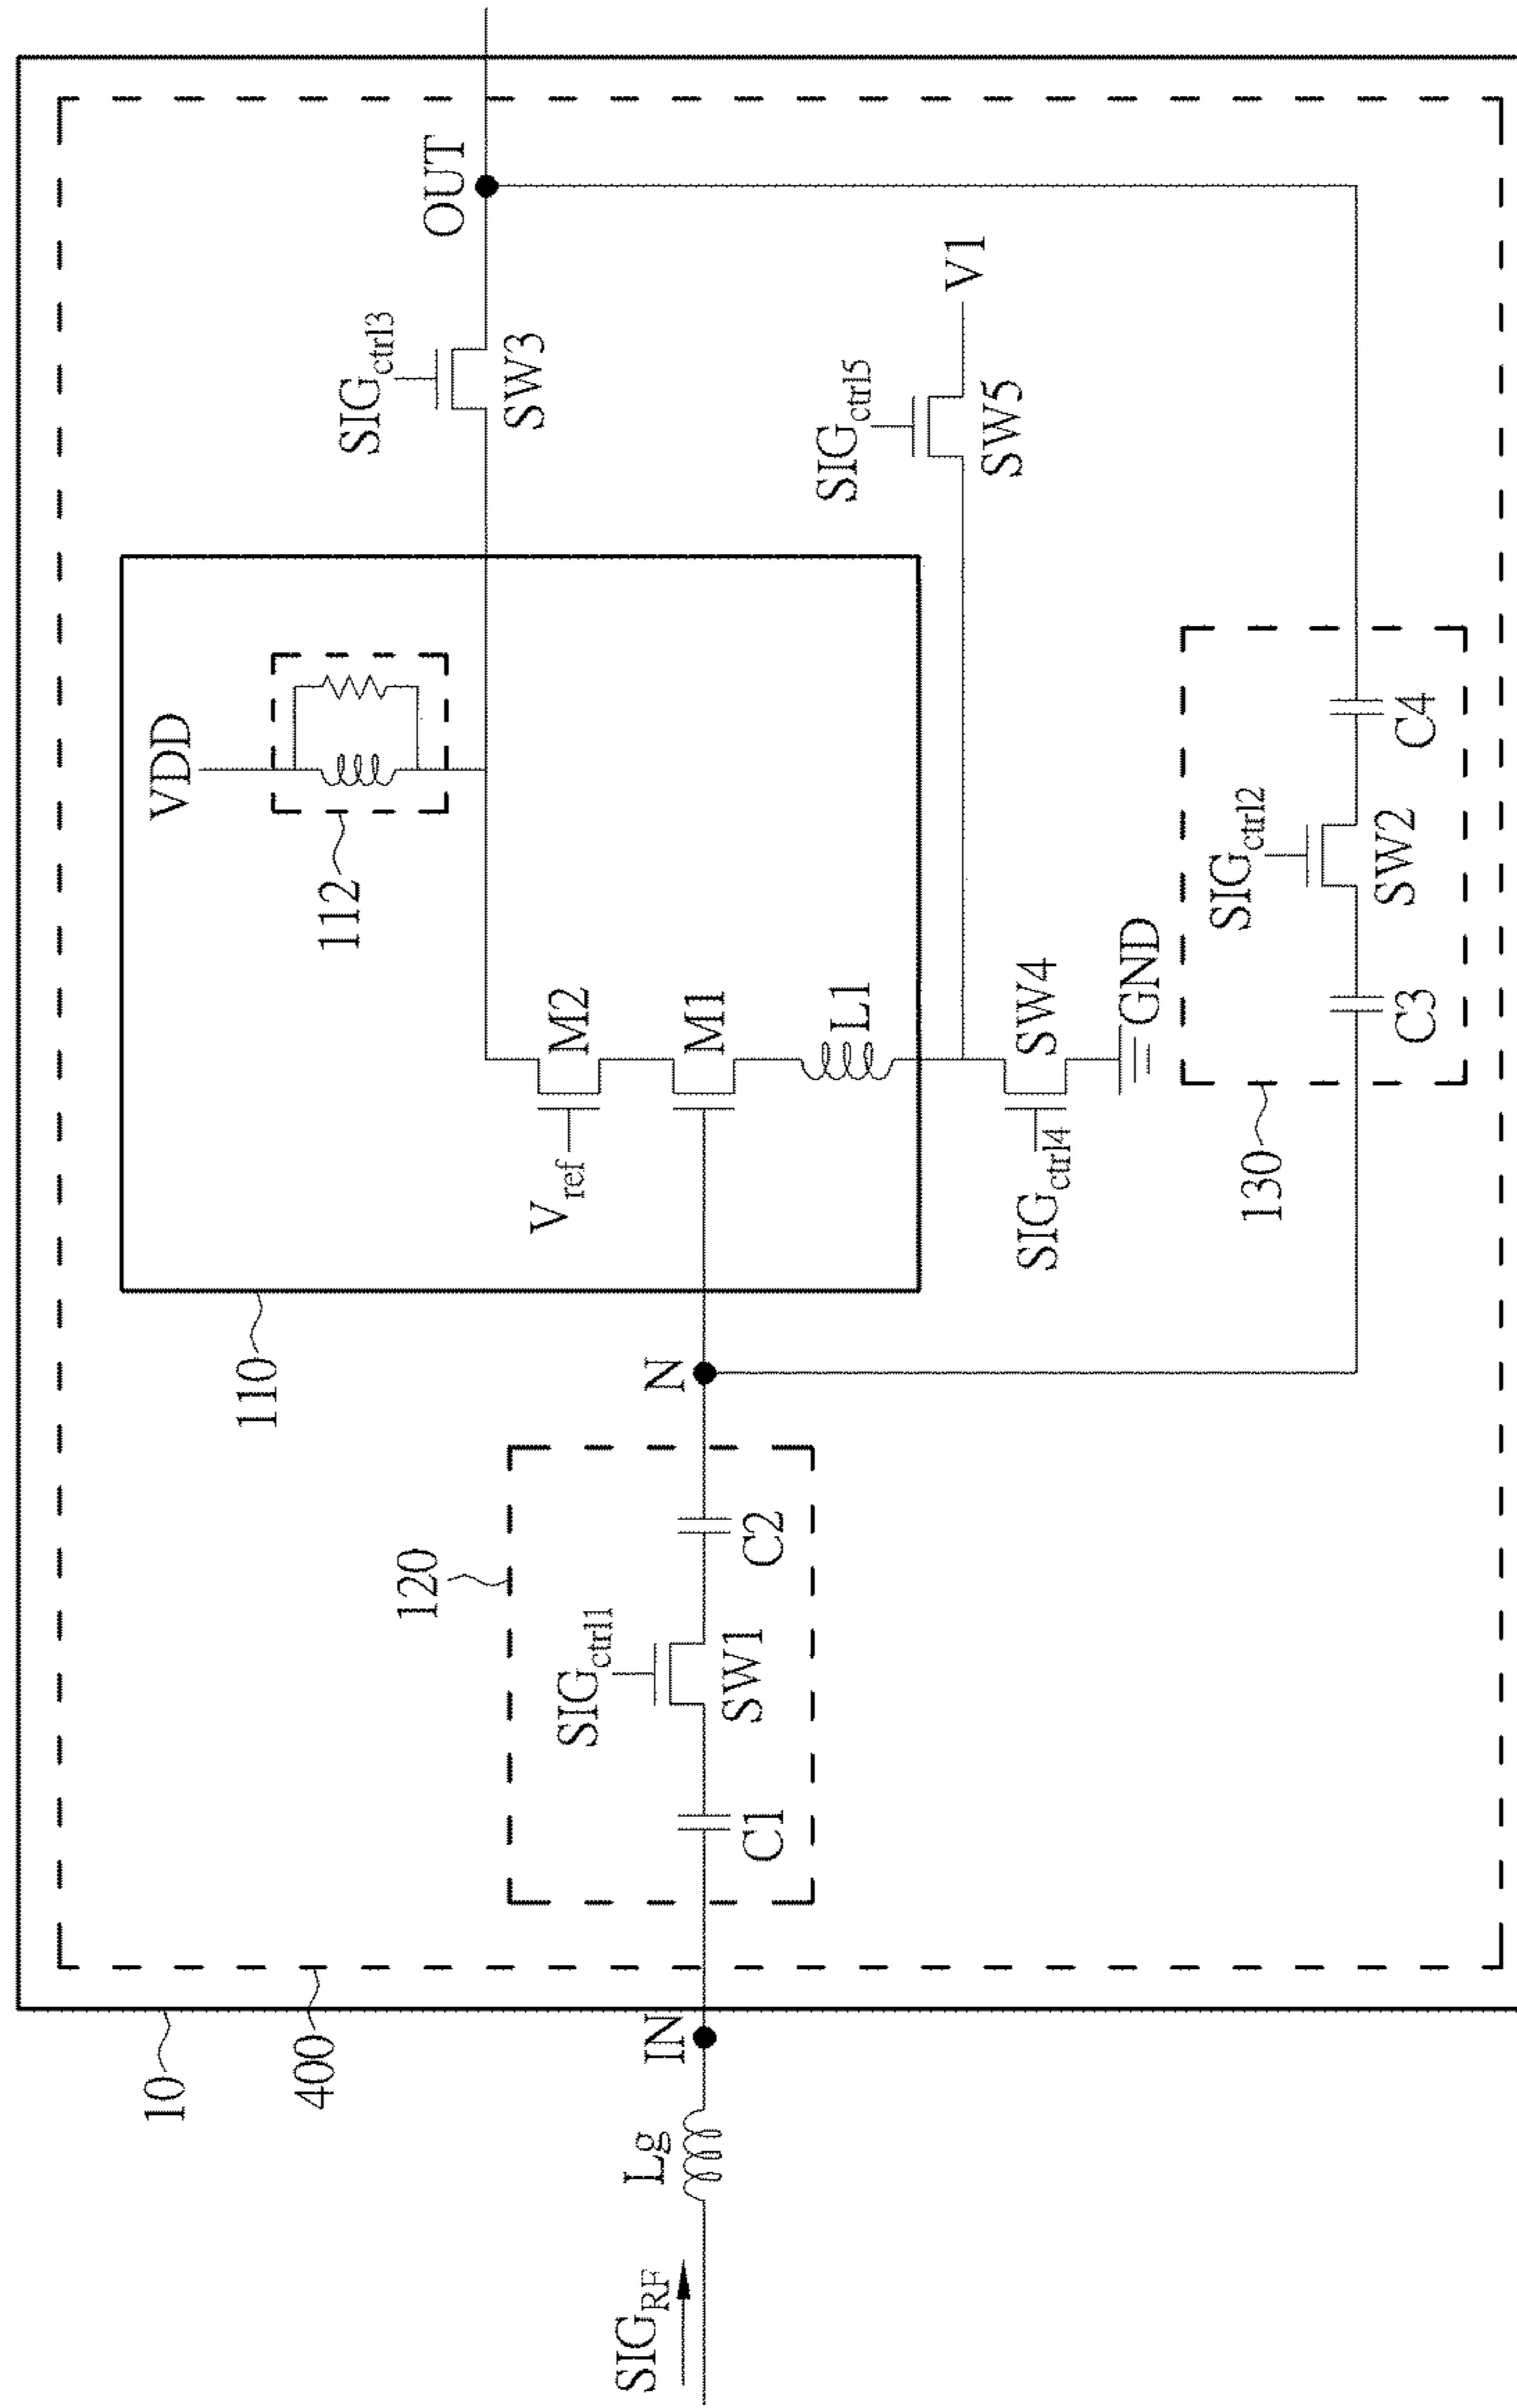 10
400
110
VDD
112
OUT
SIGctrl3
SW3
Vref
M2
M1
L1
SIGctrl5
SW5
V1
120
SIGctrl1
SW1
C1
C2
N
SIGRF
Lg
IN
SIGctrl4
SW4
GND
130
SIGctrl2
SW2
C3
C4